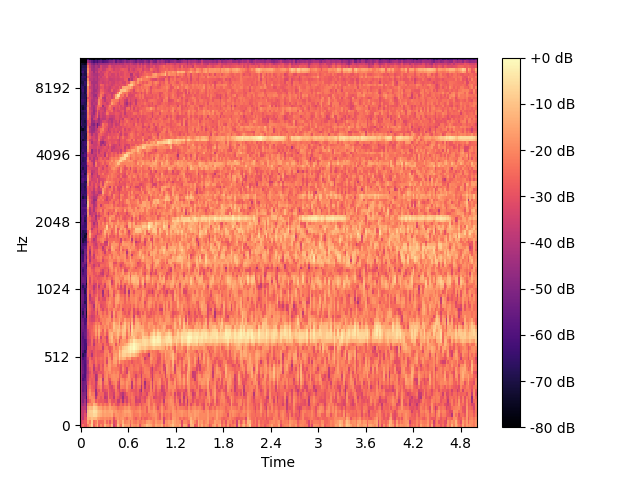 +0 dB
8192
-10 dB
4096
-20 dB
-30 dB
2048
Hz
-40 dB
1024
-50 dB
512
-60 dB
-70 dB
0
-80 dB
0 0.6 1.2 1.8 2.4 3 3.6 4.2 4.8
Time